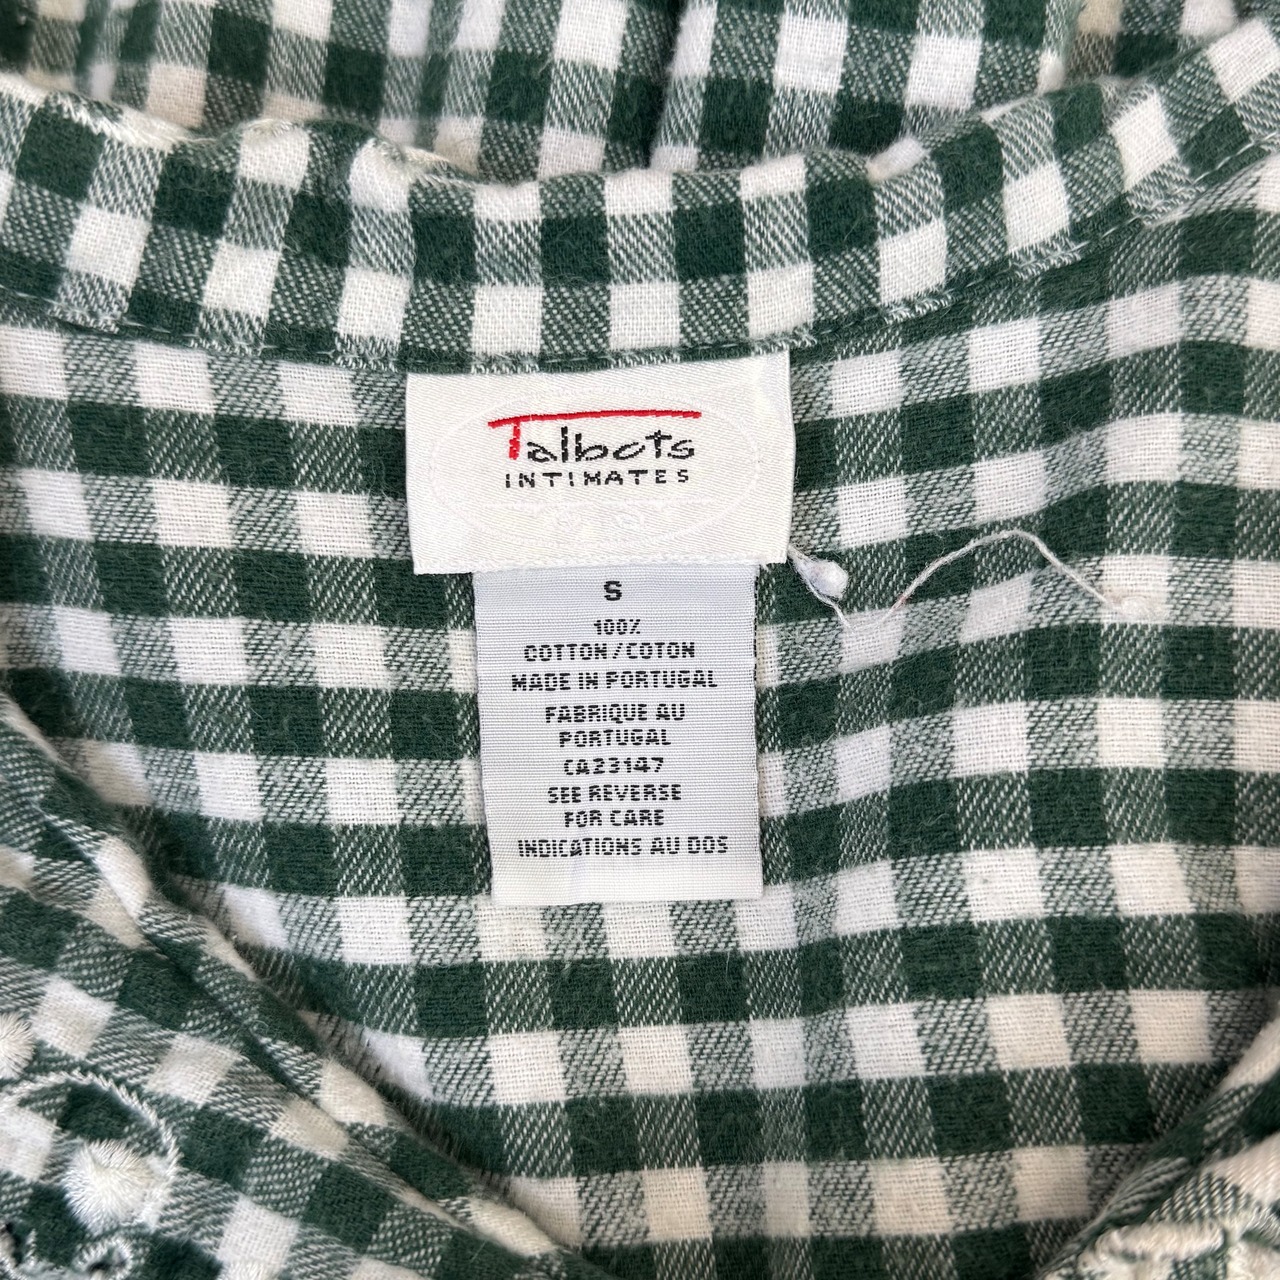 Talbots
INTIMATES
S
100%
COTTON/COTON
MADE IN PORTUGAL
FABRIQUE AU
PORTUGAL
CA23147
SEE REVERSE
FOR CARE
INDICATIONS AU DOS